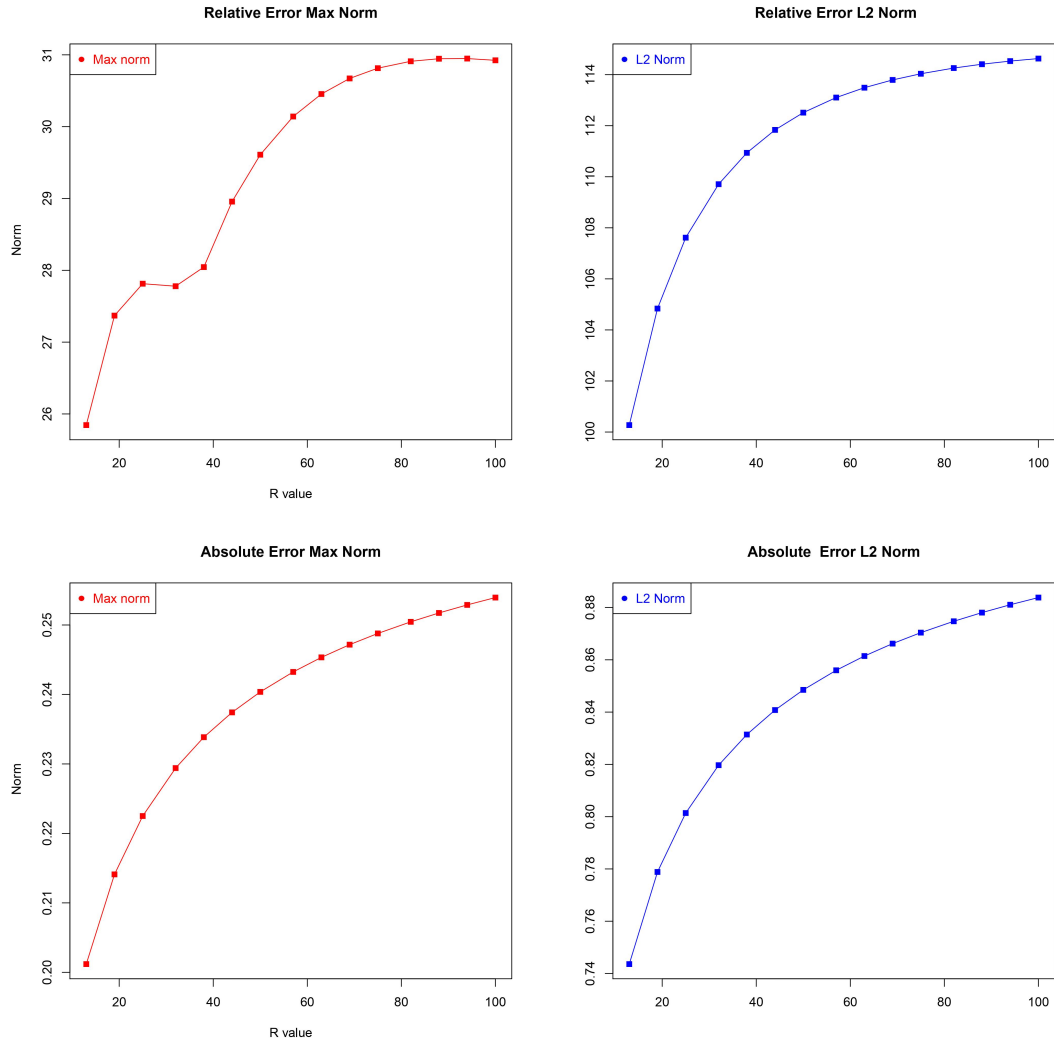 Relative Error Max Norm
Max norm
Norm
31
30
29
28
27
26
20 40 60 80 100
R value
Relative Error L2 Norm
L2 Norm
114
112
110
108
106
104
102
100
20 40 60 80 100
Absolute Error Max Norm
Max norm
Norm
0.25
0.24
0.23
0.22
0.21
0.20
20 40 60 80 100
R value
Absolute  Error L2 Norm
L2 Norm
0.88
0.86
0.84
0.82
0.80
0.78
0.76
0.74
20 40 60 80 100